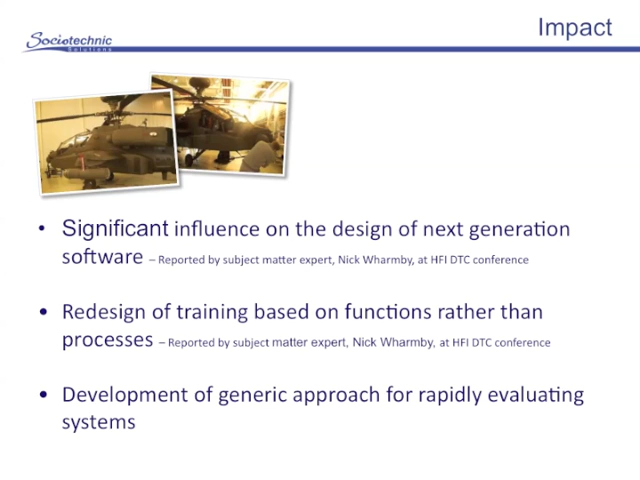 Impact
Sociotechnic
Solutions
• Significant influence on the design of next generation
software – Reported by subject matter expert, Nick Wharmby, at HFI DTC conference
• Redesign of training based on functions rather than
processes – Reported by subject matter expert, Nick Wharmby, at HFI DTC conference
• Development of generic approach for rapidly evaluating
systems